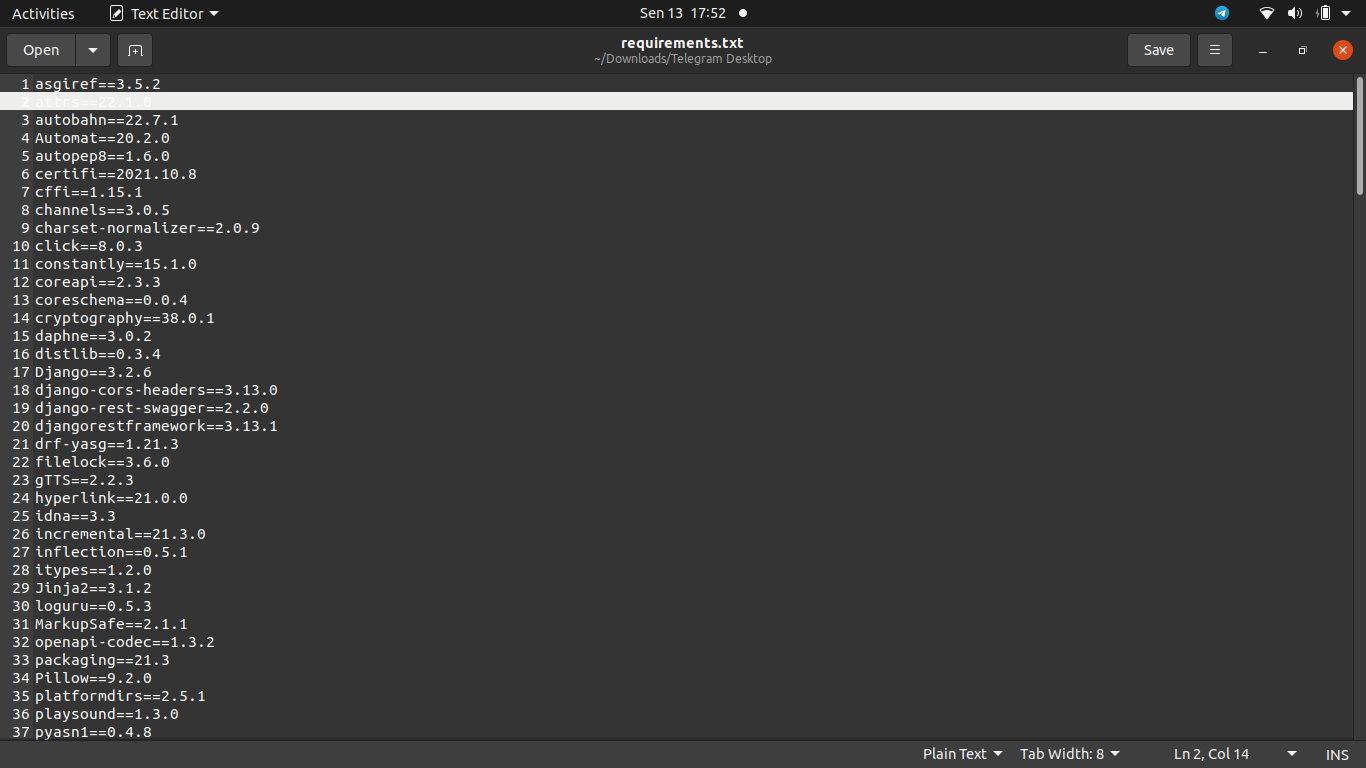 Activities Text Editor Sen 13 17:52
Open requirements.txt Save
~/Downloads/Telegram Desktop
1 asgiref==3.5.2
2 attrs==22.1.0
3 autobahn==22.7.1
4 Automat==20.2.0
5 autopep8==1.6.0
6 certifi==2021.10.8
7 cffi==1.15.1
8 channels==3.0.5
9 charset-normalizer==2.0.9
10 click==8.0.3
11 constantly==15.1.0
12 coreapi==2.3.3
13 coreschema==0.0.4
14 cryptography==38.0.1
15 daphne==3.0.2
16 distlib==0.3.4
17 Django==3.2.6
18 django-cors-headers==3.13.0
19 django-rest-swagger==2.2.0
20 djangorestframework==3.13.1
21 drf-yasg==1.21.3
22 filelock==3.6.0
23 gTTS==2.2.3
24 hyperlink==21.0.0
25 idna==3.3
26 incremental==21.3.0
27 inflection==0.5.1
28 itypes==1.2.0
29 Jinja2==3.1.2
30 loguru==0.5.3
31 MarkupSafe==2.1.1
32 openapi-codec==1.3.2
33 packaging==21.3
34 Pillow==9.2.0
35 platformdirs==2.5.1
36 playsound==1.3.0
37 pyasn1==0.4.8
Plain Text Tab Width: 8 Ln 2, Col 14 INS